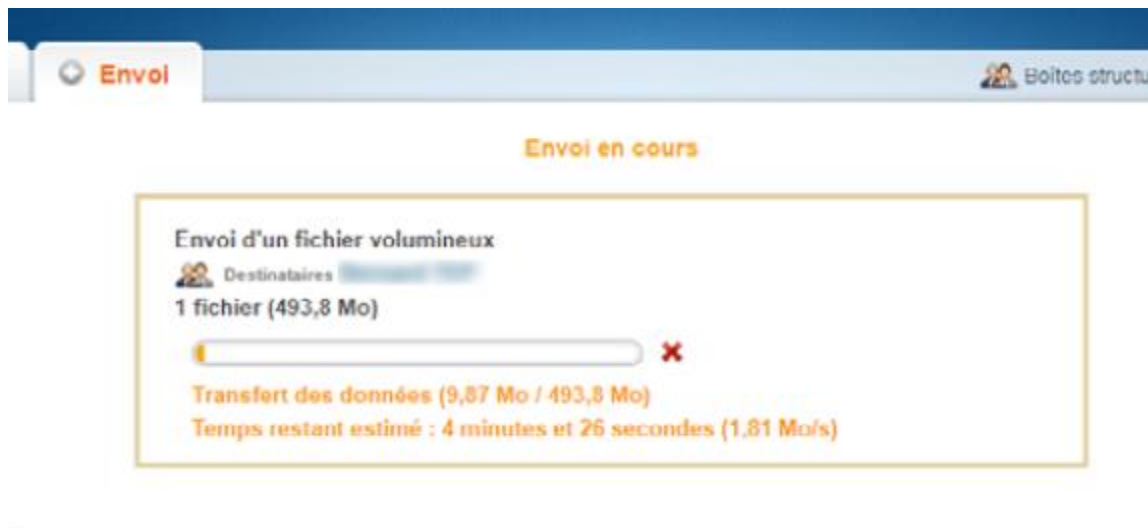 Envoi
Boîtes structu
Envoi en cours
Envoi d'un fichier volumineux
Destinataires
1 fichier (493,8 Mo)
Transfert des données (9,87 Mo / 493,8 Mo)
Temps restant estimé : 4 minutes et 26 secondes (1,81 Mo/s)